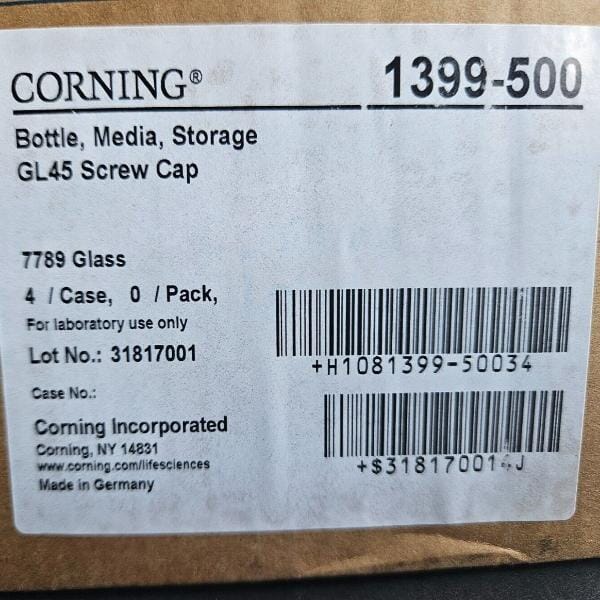 CORNING® 1399-500
Bottle, Media, Storage
GL45 Screw Cap
7789 Glass
4 / Case, 0 / Pack,
For laboratory use only
Lot No.: 31817001
+H1081399-50034
Case No.:
Corning Incorporated
Corning, NY 14831
www.corning.com/lifesciences
Made in Germany